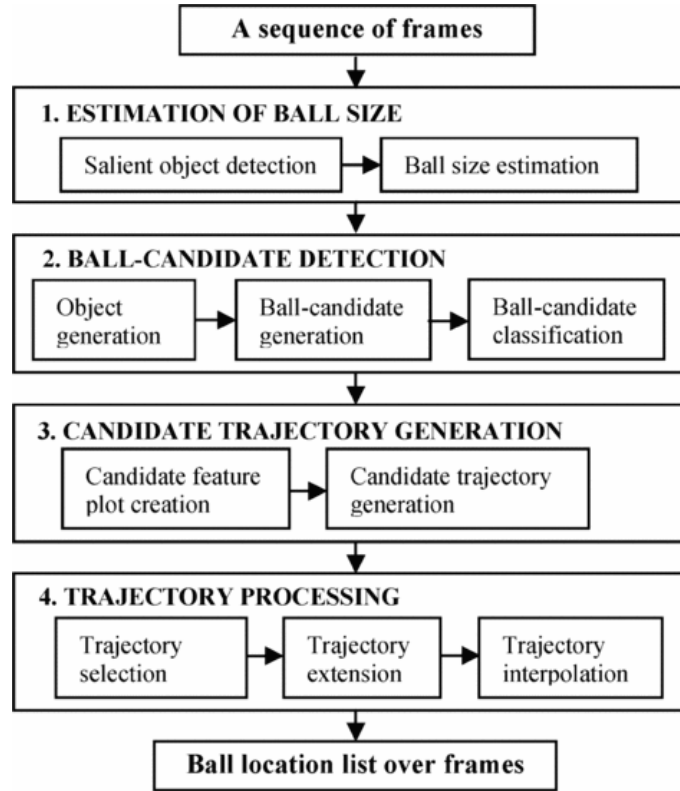 A sequence of frames
1. ESTIMATION OF BALL SIZE
Salient object detection
Ball size estimation
2. BALL-CANDIDATE DETECTION
Object
generation
Ball-candidate
generation
Ball-candidate
classification
3. CANDIDATE TRAJECTORY GENERATION
Candidate feature
plot creation
Candidate trajectory
generation
4. TRAJECTORY PROCESSING
Trajectory
selection
Trajectory
extension
Trajectory
interpolation
Ball location list over frames